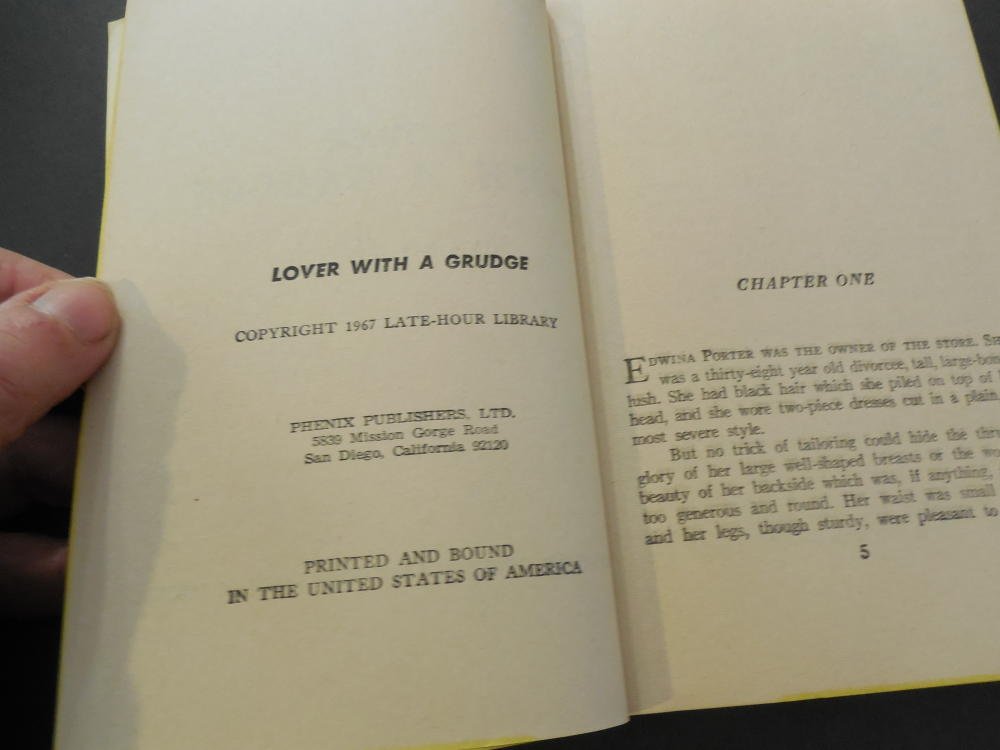 LOVER WITH A GRUDGE
COPYRIGHT 1967 LATE-HOUR LIBRARY
PHENIX PUBLISHERS, LTD.
5839 Mission Gorge Road
San Diego, California 92120
PRINTED AND BOUND
IN THE UNITED STATES OF AMERICA
CHAPTER ONE
EDWINA PORTER WAS THE OWNER OF THE STORE. Sh
was a thirty-eight year old divorcee, tall, large-bo
lush. She had black hair which she piled on top of
head, and she wore two-piece dresses cut in a plain,
most severe style.
But no trick of tailoring could hide the thru
glory of her large well-shaped breasts or the wo
beauty of her backside which was, if anything,
too generous and round. Her waist was small
and her legs, though sturdy, were pleasant to
5